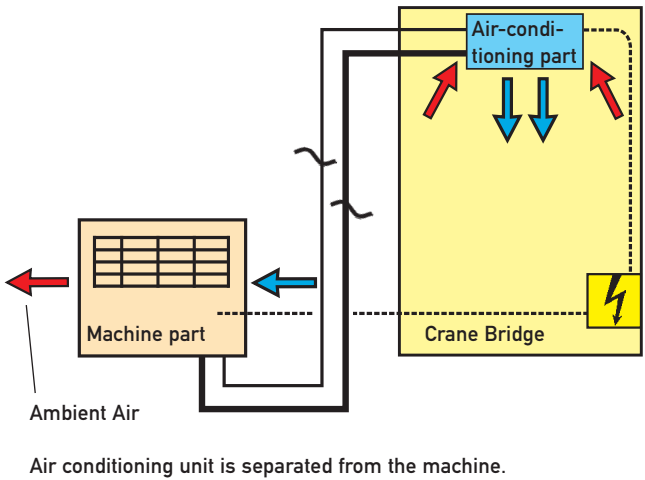 Air-condi-
tioning part
Machine part
Crane Bridge
Ambient Air
Air conditioning unit is separated from the machine.